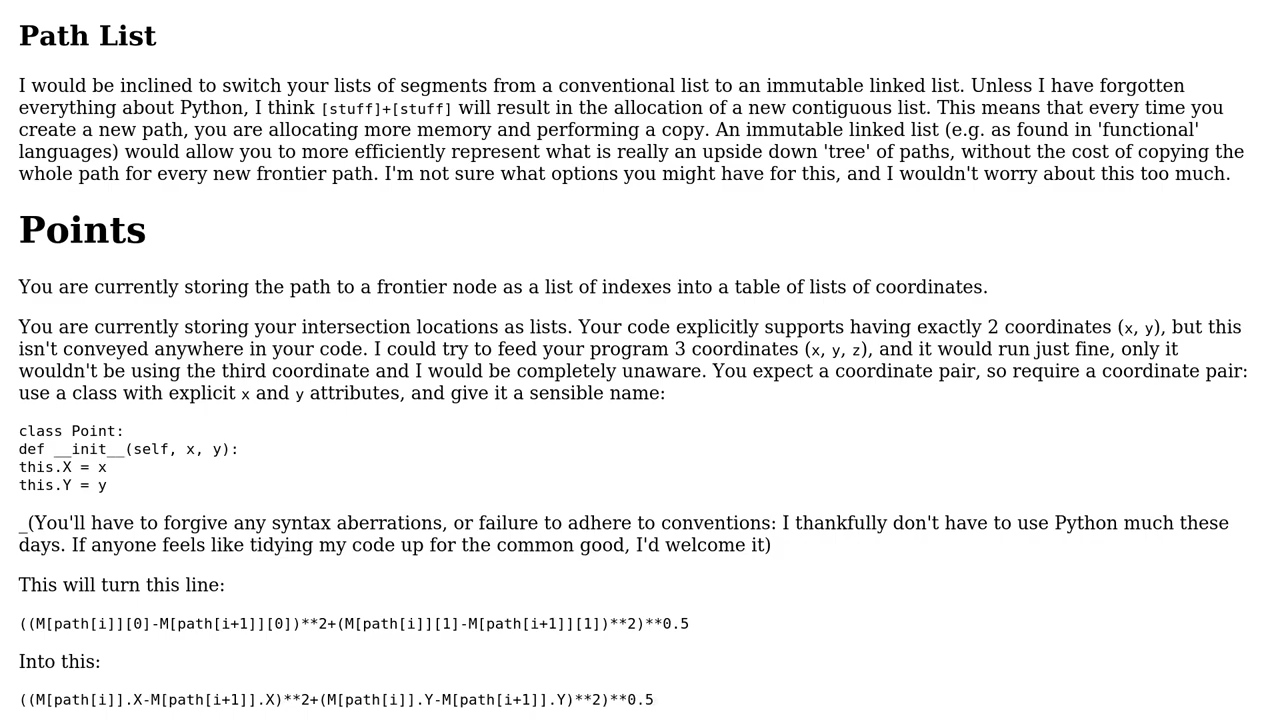 Path List
I would be inclined to switch your lists of segments from a conventional list to an immutable linked list. Unless I have forgotten
everything about Python, I think [stuff]+[stuff] will result in the allocation of a new contiguous list. This means that every time you
create a new path, you are allocating more memory and performing a copy. An immutable linked list (e.g. as found in 'functional'
languages) would allow you to more efficiently represent what is really an upside down 'tree' of paths, without the cost of copying the
whole path for every new frontier path. I'm not sure what options you might have for this, and I wouldn't worry about this too much.
Points
You are currently storing the path to a frontier node as a list of indexes into a table of lists of coordinates.
You are currently storing your intersection locations as lists. Your code explicitly supports having exactly 2 coordinates (x, y), but this
isn't conveyed anywhere in your code. I could try to feed your program 3 coordinates (x, y, z), and it would run just fine, only it
wouldn't be using the third coordinate and I would be completely unaware. You expect a coordinate pair, so require a coordinate pair:
use a class with explicit x and y attributes, and give it a sensible name:
class Point:
def __init__(self, x, y):
this.X = x
this.Y = y
_(You'll have to forgive any syntax aberrations, or failure to adhere to conventions: I thankfully don't have to use Python much these
days. If anyone feels like tidying my code up for the common good, I'd welcome it)
This will turn this line:
((M[path[i]][0]-M[path[i+1]][0])**2+(M[path[i]][1]-M[path[i+1]][1])**2)**0.5
Into this:
((M[path[i]].X-M[path[i+1]].X)**2+(M[path[i]].Y-M[path[i+1]].Y)**2)**0.5